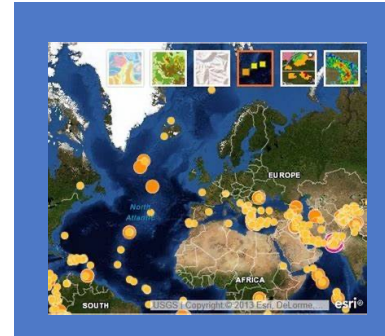 EUROPE
North
Atlantic
AFRICA
SOUTH
USGS | Copyright:© 2013 Esri, DeLorme, ...
esri®